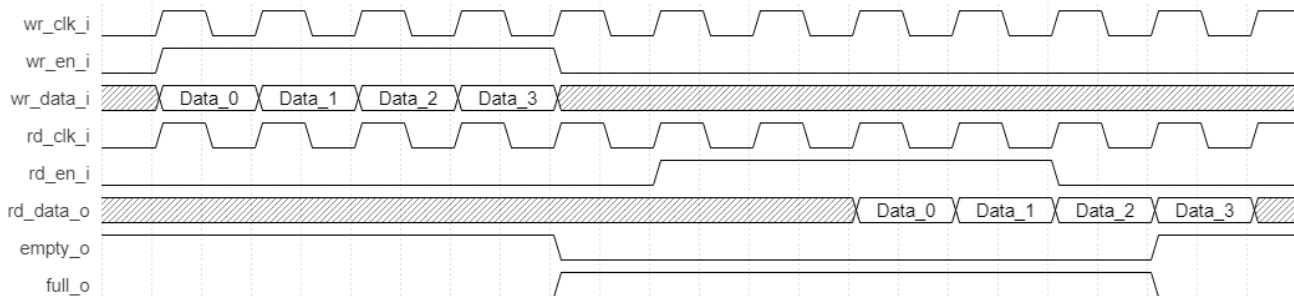 wr_clk_i
wr_en_i
wr_data_i Data_0 Data_1 Data_2 Data_3
rd_clk_i
rd_en_i
rd_data_o Data_0 Data_1 Data_2 Data_3
empty_o
full_o